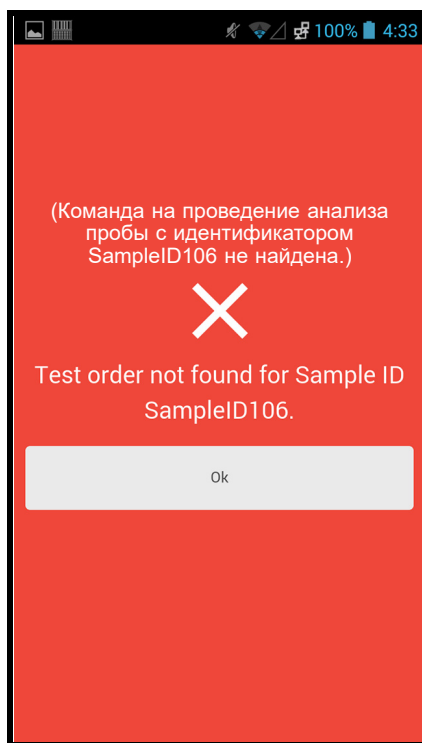 100% 4:33
(Команда на проведение анализа
пробы с идентификатором
SampleID106 не найдена.)
Test order not found for Sample ID
SampleID106.
Ok